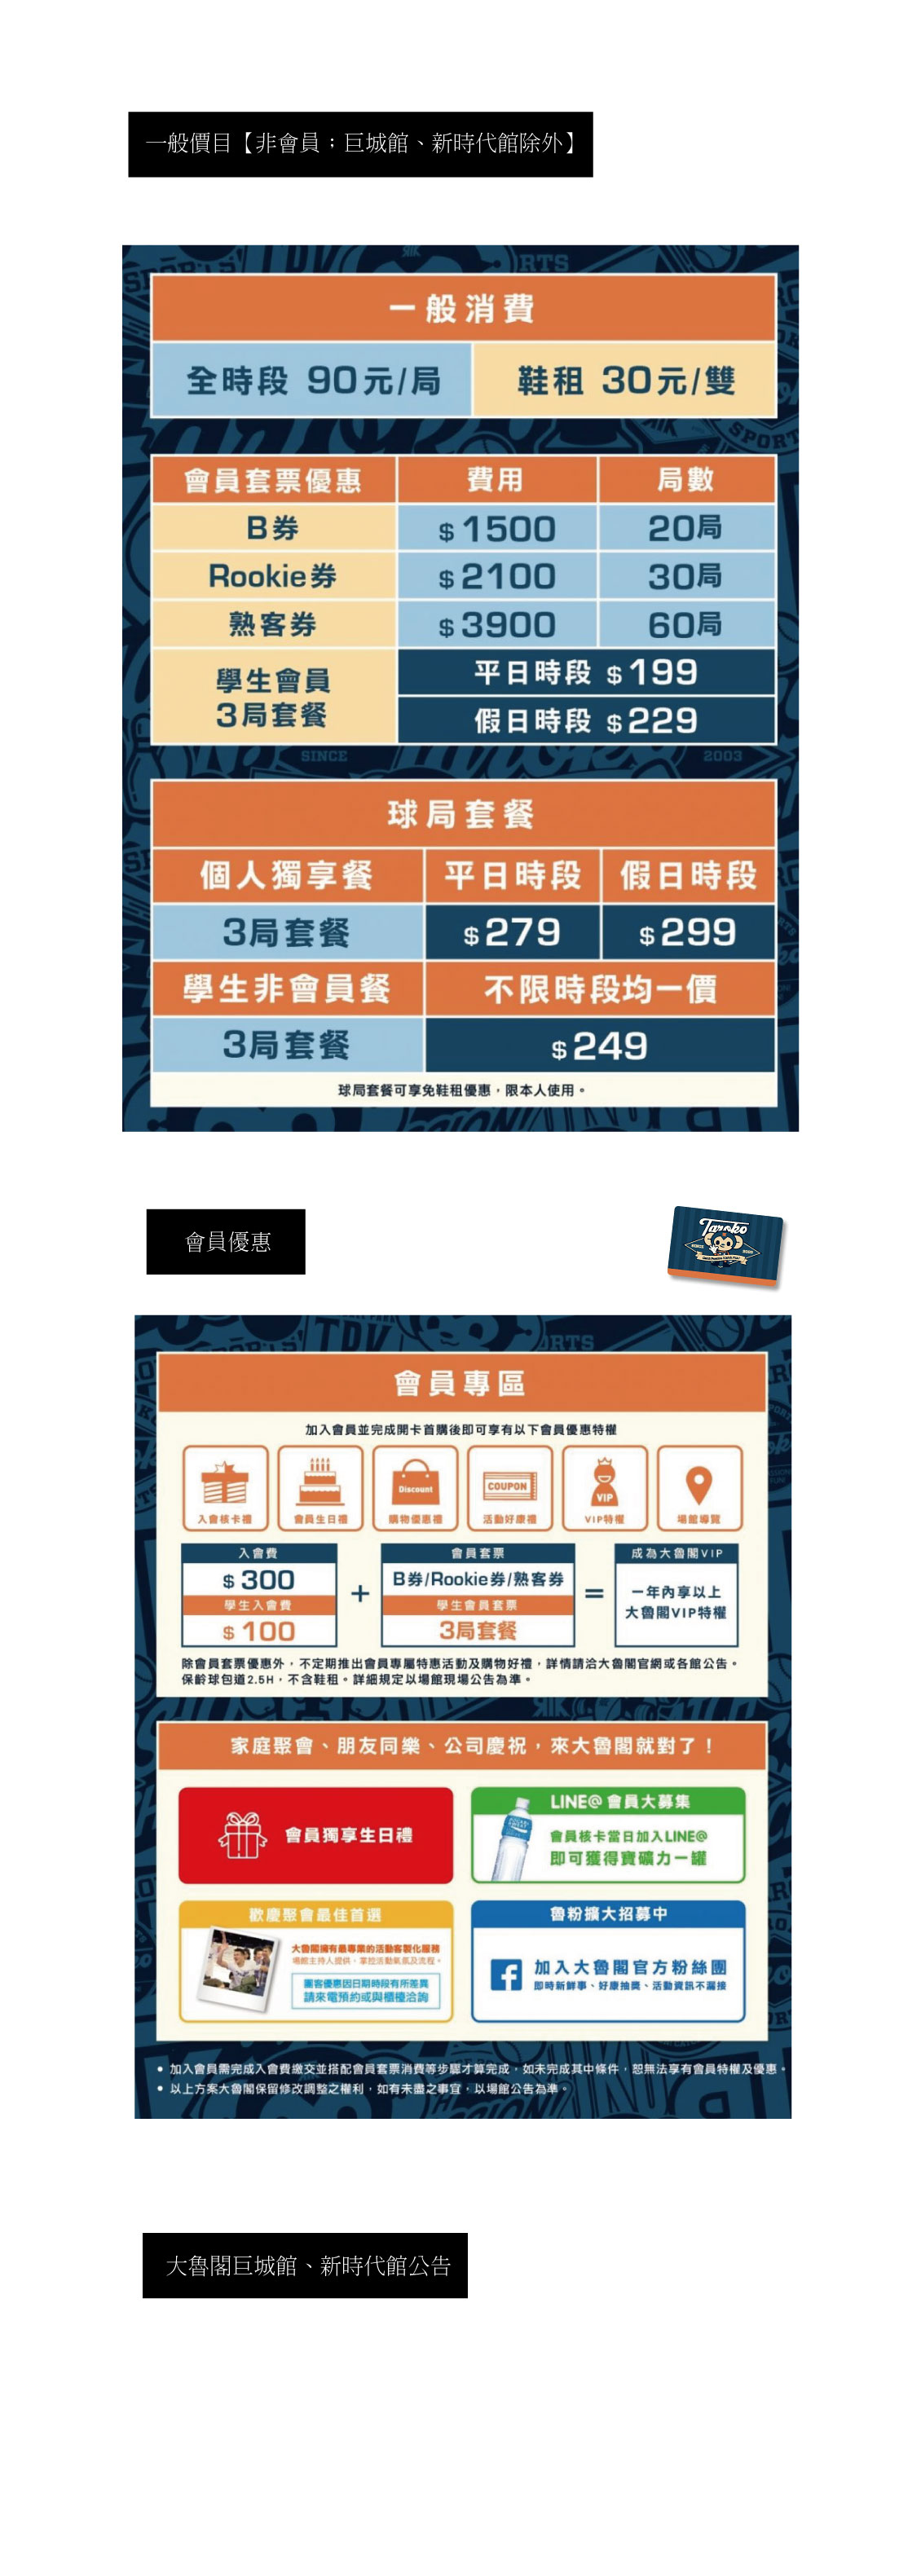 一般價目【非會員；巨城館、新時代館除外】
一般消費
全時段 90元/局
鞋租 30元/雙
會員套票優惠 費用 局數
B券 $1500 20局
Rookie券 $2100 30局
熟客券 $3900 60局
學生會員
3局套餐
平日時段 $199
假日時段 $229
SINCE 2003
球局套餐
個人獨享餐 平日時段 假日時段
3局套餐 $279 $299
學生非會員餐 不限時段均一價
3局套餐 $249
球局套餐可享免鞋租優惠，限本人使用。
會員優惠
Taroko
會員專區
加入會員並完成開卡首購後即可享有以下會員優惠特權
Discount
COUPON
VIP
入會核卡禮 會員生日禮 購物優惠禮 活動好康禮 VIP特權 場館導覽
入會費
$300
學生入會費
$100
+
會員套票
B券/Rookie券/熟客券
學生會員套票
3局套餐
=
成為大魯閣VIP
一年內享以上
大魯閣VIP特權
除會員套票優惠外，不定期推出會員專屬特惠活動及購物好禮，詳情請洽大魯閣官網或各館公告。
保齡球包道2.5H，不含鞋租。詳細規定以場館現場公告為準。
家庭聚會、朋友同樂、公司慶祝，來大魯閣就對了！
會員獨享生日禮
LINE@ 會員大募集
會員核卡當日加入LINE@
即可獲得寶礦力一罐
歡慶聚會最佳首選
大魯閣擁有最專業的活動客製化服務
場館主持人提供，掌控活動氣氛及流程。
團客優惠因日期時段有所差異
請來電預約或與櫃檯洽詢
魯粉擴大招募中
加入大魯閣官方粉絲團
即時新鮮事、好康抽獎、活動資訊不漏接
• 加入會員需完成入會費繳交並搭配會員套票消費等步驟才算完成，如未完成其中條件，恕無法享有會員特權及優惠。
• 以上方案大魯閣保留修改調整之權利，如有未盡之事宜，以場館公告為準。
大魯閣巨城館、新時代館公告